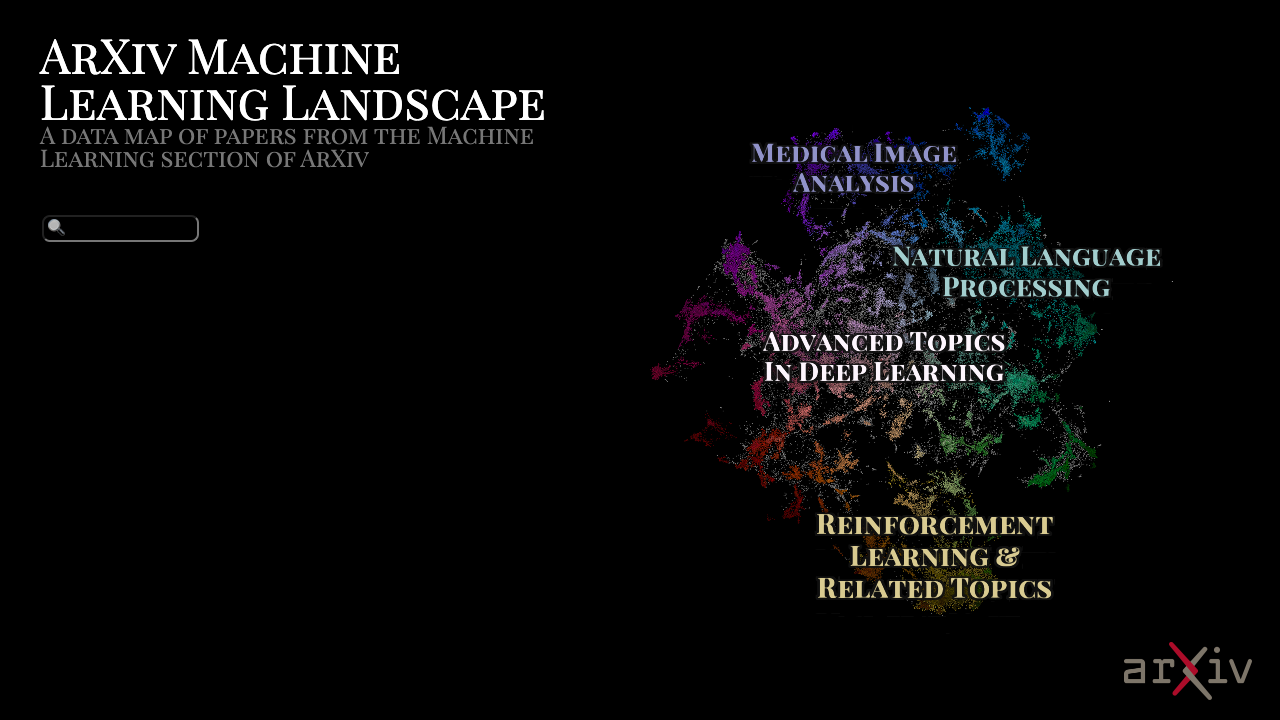 ArXiv Machine
Learning Landscape
A data map of papers from the Machine
Learning section of ArXiv
Medical Image
Analysis
Natural Language
Processing
Advanced Topics
In Deep Learning
Reinforcement
Learning &
Related Topics
arXiv